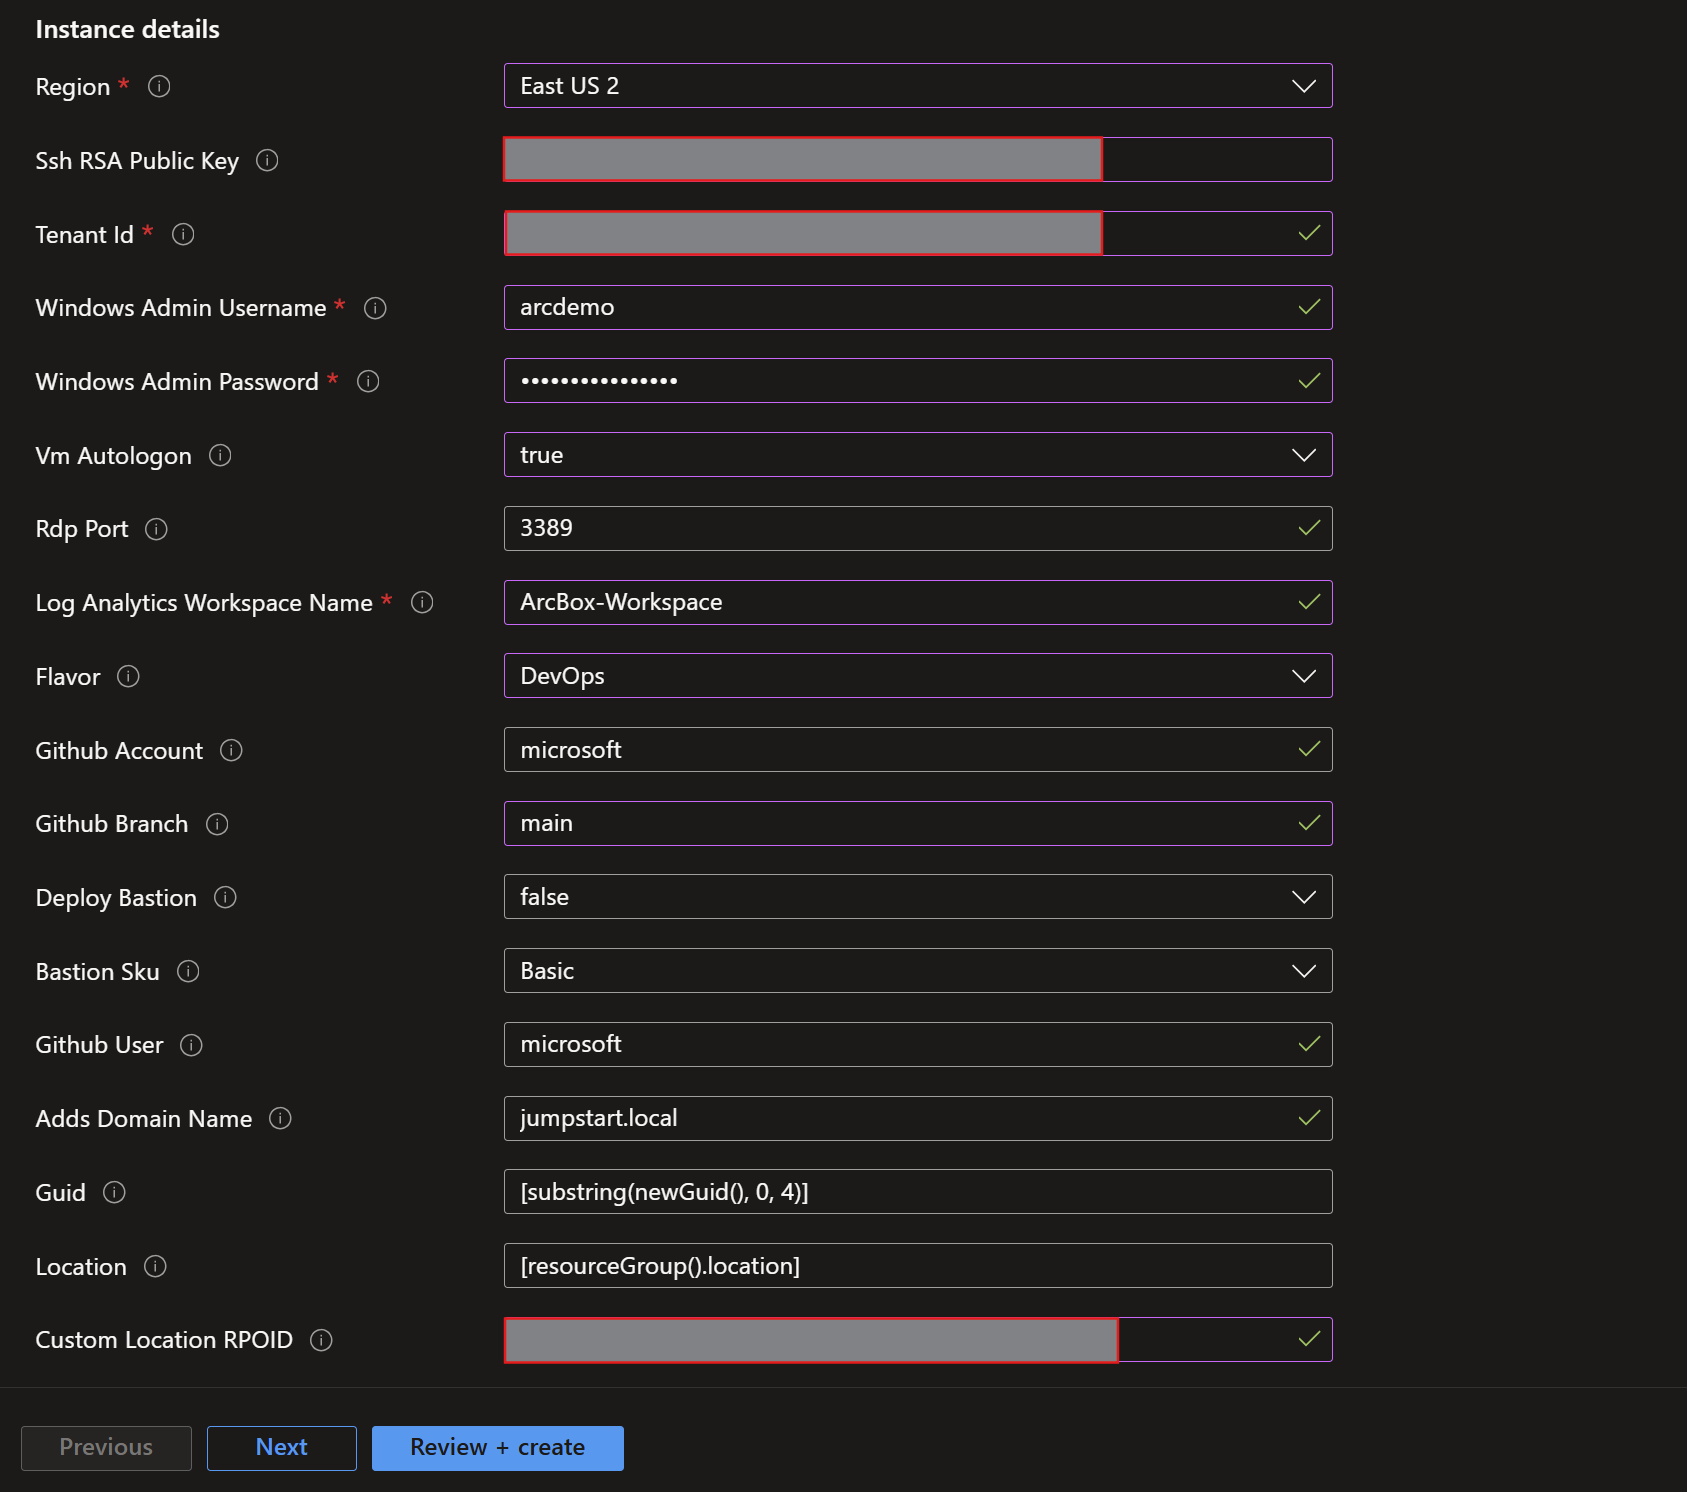 Instance details
Region * East US 2
Ssh RSA Public Key
Tenant Id *
Windows Admin Username * arcdemo
Windows Admin Password * ••••••••••••••••
Vm Autologon true
Rdp Port 3389
Log Analytics Workspace Name * ArcBox-Workspace
Flavor DevOps
Github Account microsoft
Github Branch main
Deploy Bastion false
Bastion Sku Basic
Github User microsoft
Adds Domain Name jumpstart.local
Guid [substring(newGuid(), 0, 4)]
Location [resourceGroup().location]
Custom Location RPOID
Previous Next Review + create